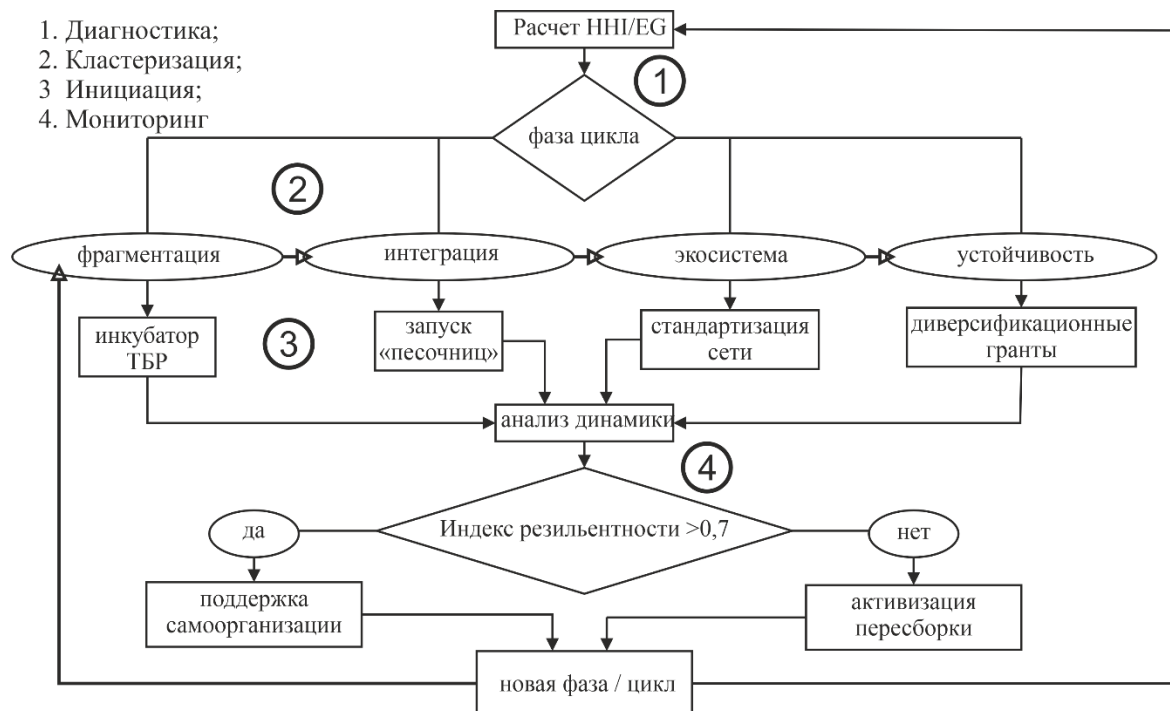 1. Диагностика;
2. Кластеризация;
3 Инициация;
4. Мониторинг
Расчет HHI/EG
1
фаза цикла
2
фрагментация
интеграция
экосистема
устойчивость
инкубатор
ТБР
3
запуск
«песочниц»
стандартизация
сети
диверсификационные
гранты
анализ динамики
4
Индекс резильентности >0,7
да
нет
поддержка
самоорганизации
активизация
пересборки
новая фаза / цикл